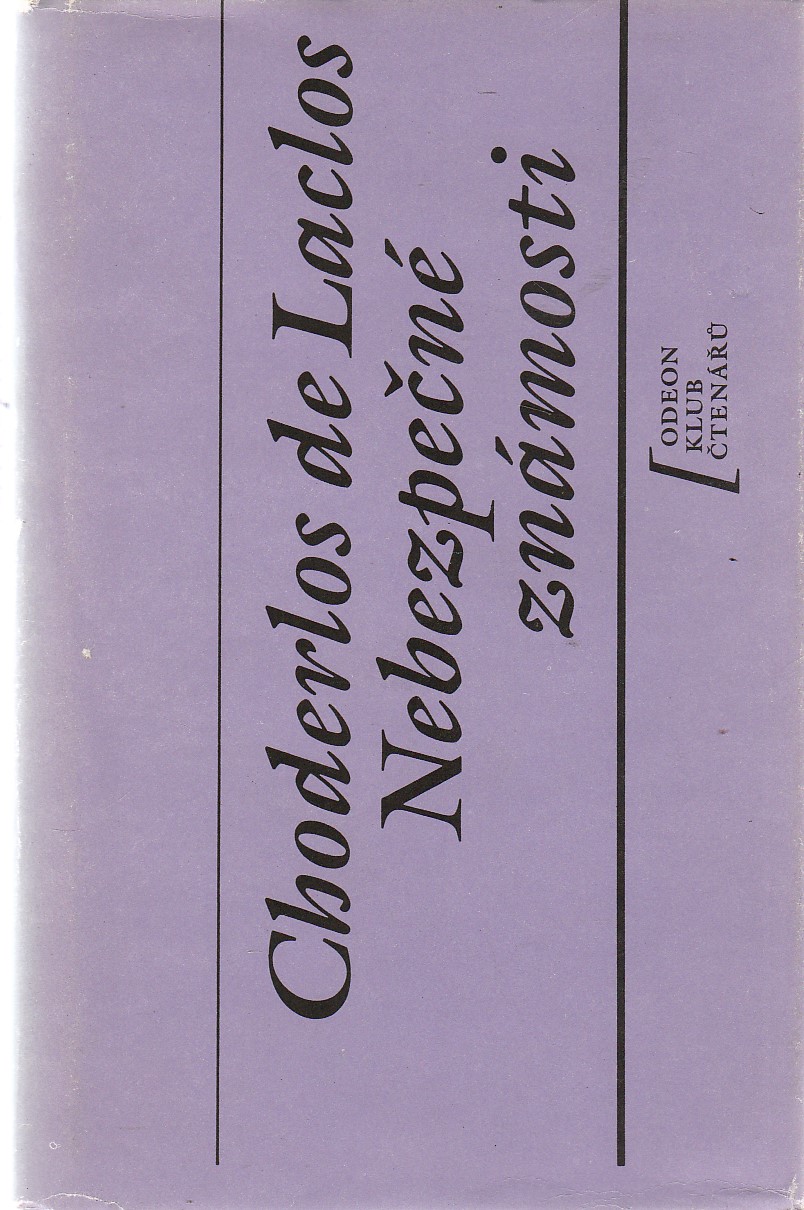 Choderlos de Laclos
Nebezpečné
známosti
ODEON
KLUB
ČTENÁŘŮ